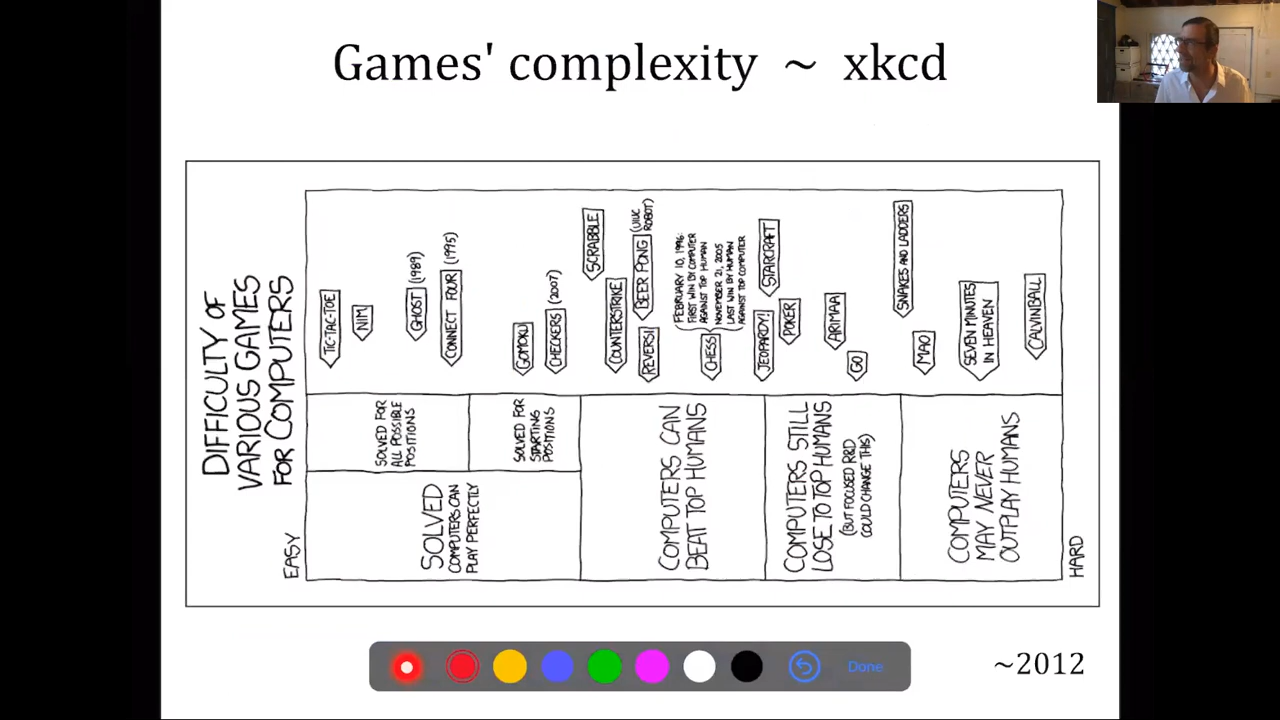 Games' complexity ~ xkcd
DIFFICULTY OF
VARIOUS GAMES
FOR COMPUTERS
EASY
SOLVED
COMPUTERS CAN
PLAY PERFECTLY
SOLVED FOR
ALL POSSIBLE
POSITIONS
TIC-TAC-TOE
NIM
GHOST (1989)
CONNECT FOUR (1995)
SOLVED FOR
STARTING
POSITIONS
GOMOKU
CHECKERS (2007)
COMPUTERS CAN
BEAT TOP HUMANS
SCRABBLE
COUNTERSTRIKE
BEER PONG (UIUC
ROBOT)
REVERSI
FEBRUARY 10, 1996:
FIRST WIN BY COMPUTER
AGAINST TOP HUMAN
NOVEMBER 21, 2005
LAST WIN BY HUMAN
AGAINST TOP COMPUTER
CHESS
JEOPARDY!
COMPUTERS STILL
LOSE TO TOP HUMANS
(BUT FOCUSED R&D
COULD CHANGE THIS)
STARCRAFT
POKER
ARIMAA
GO
COMPUTERS
MAY NEVER
OUTPLAY HUMANS
SNAKES AND LADDERS
MAO
SEVEN MINUTES
IN HEAVEN
CALVINBALL
HARD
Done
~2012